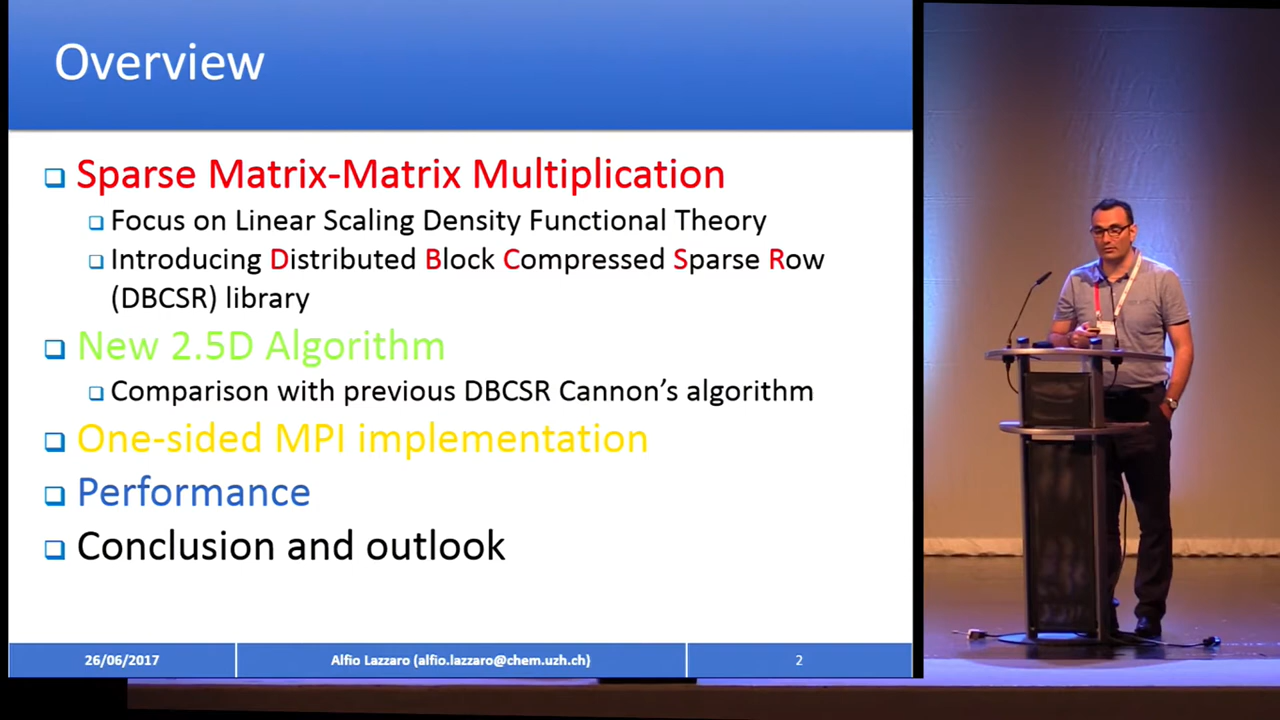 Overview
Sparse Matrix-Matrix Multiplication
Focus on Linear Scaling Density Functional Theory
Introducing Distributed Block Compressed Sparse Row
(DBCSR) library
New 2.5D Algorithm
Comparison with previous DBCSR Cannon's algorithm
One-sided MPI implementation
Performance
Conclusion and outlook
26/06/2017
Alfio Lazzaro (alfio.lazzaro@chem.uzh.ch)
2